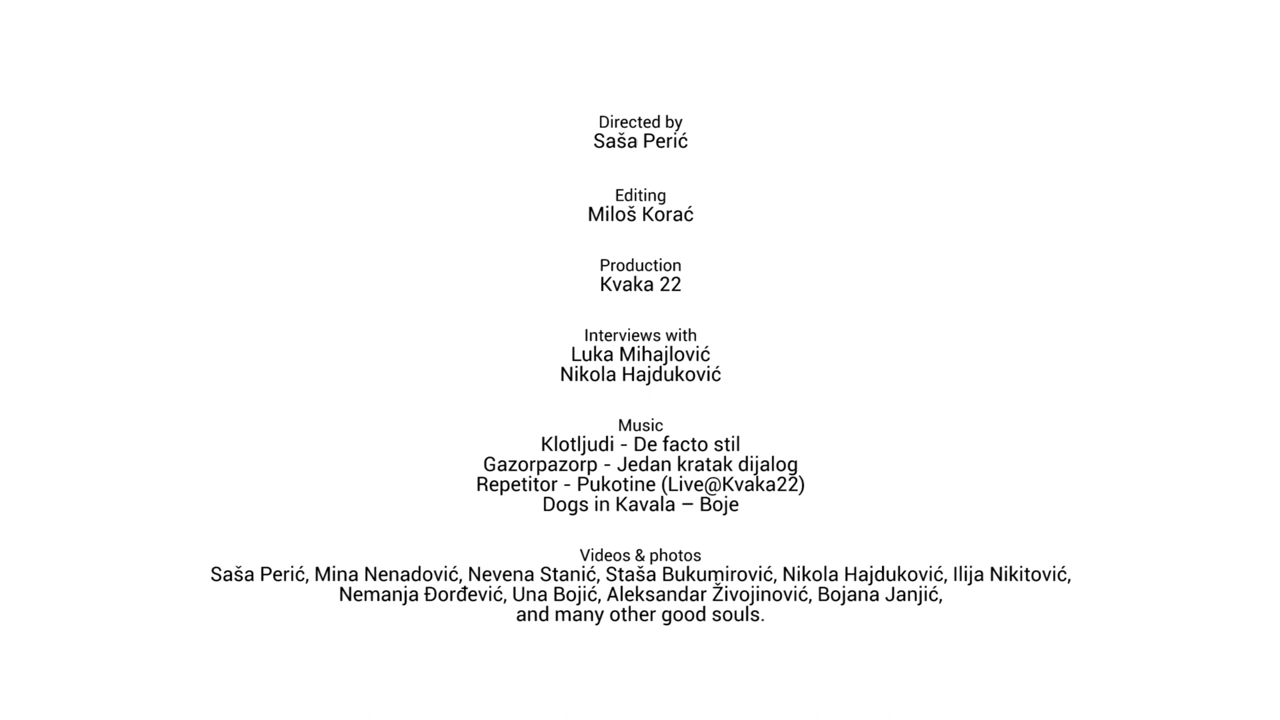 Directed by
Saša Perić
Editing
Miloš Korać
Production
Kvaka 22
Interviews with
Luka Mihajlović
Nikola Hajduković
Music
Klotljudi - De facto stil
Gazorpazorp - Jedan kratak dijalog
Repetitor - Pukotine (Live@Kvaka22)
Dogs in Kavala – Boje
Videos & photos
Saša Perić, Mina Nenadović, Nevena Stanić, Staša Bukumirović, Nikola Hajduković, Ilija Nikitović,
Nemanja Đorđević, Una Bojić, Aleksandar Živojinović, Bojana Janjić,
and many other good souls.